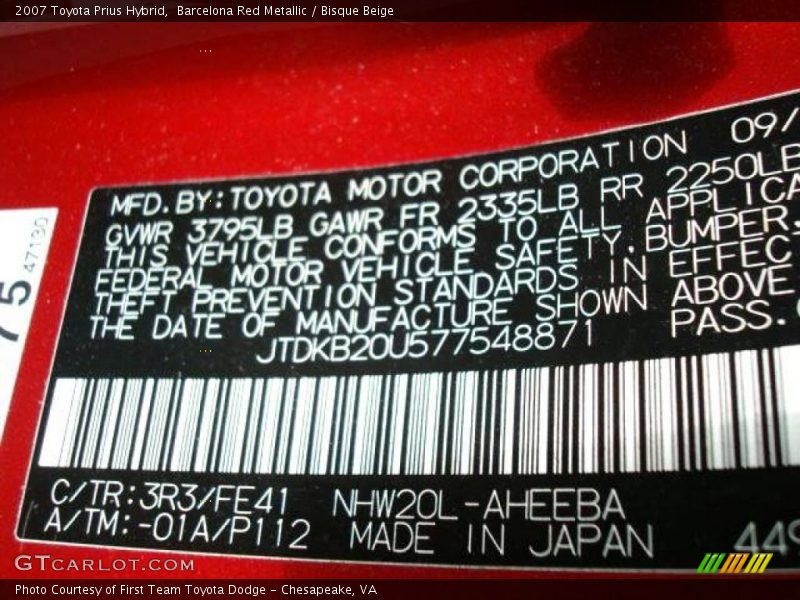 2007 Toyota Prius Hybrid,  Barcelona Red Metallic / Bisque Beige
MFD. BY: TOYOTA MOTOR CORPORATION 09/
GVWR 3795LB GAWR FR 2335LB RR 2250LB
THIS VEHICLE CONFORMS TO ALL APPLICA
FEDERAL MOTOR VEHICLE SAFETY, BUMPER,
THEFT PREVENTION STANDARDS IN EFFEC
THE DATE OF MANUFACTURE SHOWN ABOVE
JTDKB20U577548871 PASS.
75
47130
C/TR: 3R3/FE41 NHW20L-AHEEBA
A/TM: -01A/P112 MADE IN JAPAN 449
GTCARLOT.COM
Photo Courtesy of First Team Toyota Dodge - Chesapeake, VA